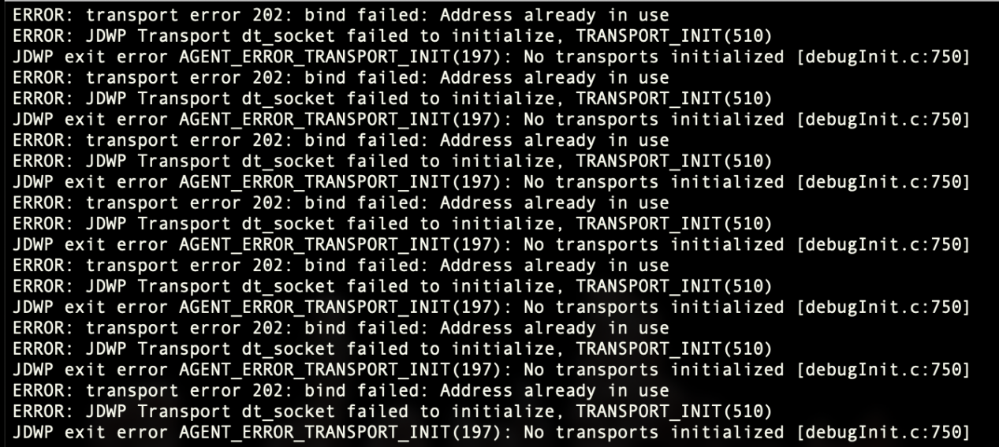 ERROR: transport error 202: bind failed: Address already in use
ERROR: JDWP Transport dt_socket failed to initialize, TRANSPORT_INIT(510)
JDWP exit error AGENT_ERROR_TRANSPORT_INIT(197): No transports initialized [debugInit.c:750]
ERROR: transport error 202: bind failed: Address already in use
ERROR: JDWP Transport dt_socket failed to initialize, TRANSPORT_INIT(510)
JDWP exit error AGENT_ERROR_TRANSPORT_INIT(197): No transports initialized [debugInit.c:750]
ERROR: transport error 202: bind failed: Address already in use
ERROR: JDWP Transport dt_socket failed to initialize, TRANSPORT_INIT(510)
JDWP exit error AGENT_ERROR_TRANSPORT_INIT(197): No transports initialized [debugInit.c:750]
ERROR: transport error 202: bind failed: Address already in use
ERROR: JDWP Transport dt_socket failed to initialize, TRANSPORT_INIT(510)
JDWP exit error AGENT_ERROR_TRANSPORT_INIT(197): No transports initialized [debugInit.c:750]
ERROR: transport error 202: bind failed: Address already in use
ERROR: JDWP Transport dt_socket failed to initialize, TRANSPORT_INIT(510)
JDWP exit error AGENT_ERROR_TRANSPORT_INIT(197): No transports initialized [debugInit.c:750]
ERROR: transport error 202: bind failed: Address already in use
ERROR: JDWP Transport dt_socket failed to initialize, TRANSPORT_INIT(510)
JDWP exit error AGENT_ERROR_TRANSPORT_INIT(197): No transports initialized [debugInit.c:750]
ERROR: transport error 202: bind failed: Address already in use
ERROR: JDWP Transport dt_socket failed to initialize, TRANSPORT_INIT(510)
JDWP exit error AGENT_ERROR_TRANSPORT_INIT(197): No transports initialized [debugInit.c:750]